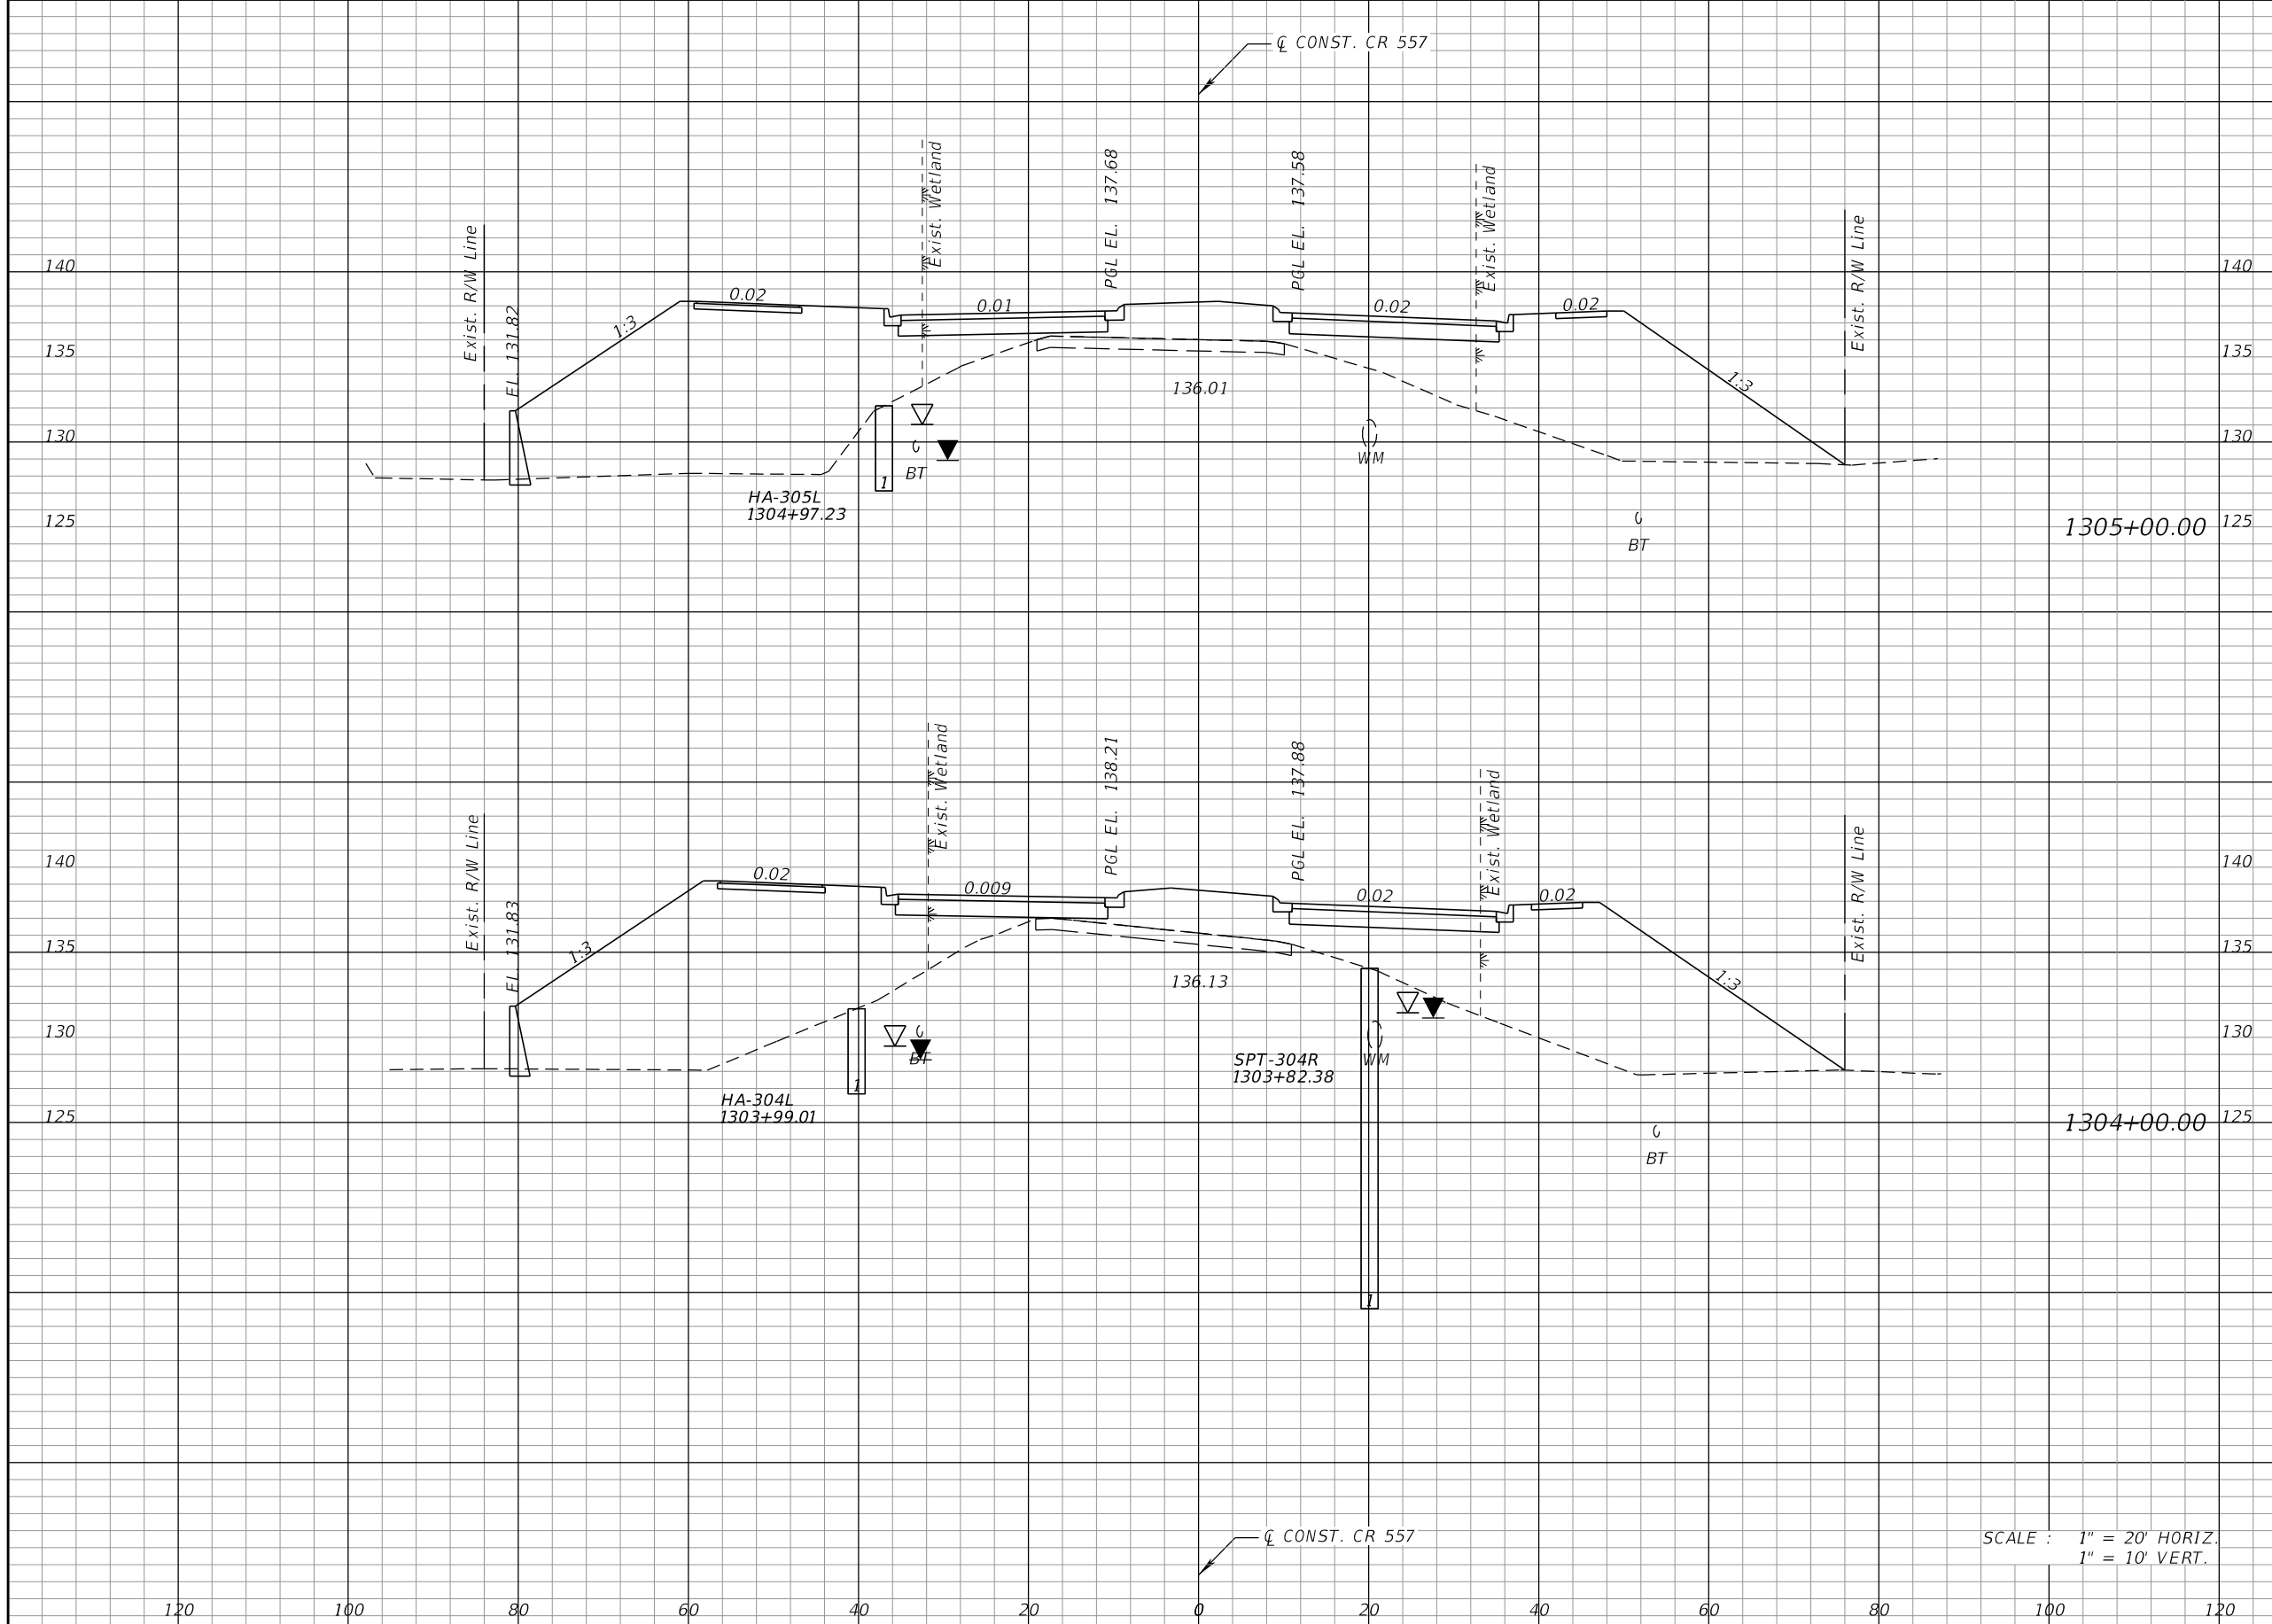 ℄ CONST. CR 557
Exist. R/W Line
EL. 131.82
Exist. Wetland
PGL EL. 137.68
PGL EL. 137.58
Exist. Wetland
Exist. R/W Line
140
140
1:3
0.02
0.01
0.02
0.02
1:3
135
135
136.01
130
130
BT
WM
1
HA-305L
1304+97.23
125
BT
1305+00.00
125
Exist. R/W Line
EL. 131.83
Exist. Wetland
PGL EL. 138.21
PGL EL. 137.88
Exist. Wetland
Exist. R/W Line
140
140
1:3
0.02
0.009
0.02
0.02
1:3
135
135
136.13
130
130
BT
WM
1
SPT-304R
1303+82.38
HA-304L
1303+99.01
125
BT
1304+00.00
125
1
℄ CONST. CR 557
SCALE : 1" = 20' HORIZ.
1" = 10' VERT.
120 100 80 60 40 20 0 20 40 60 80 100 120